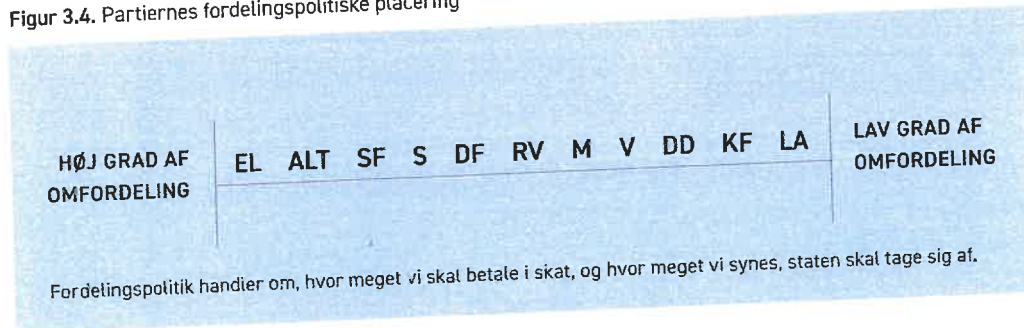 Figur 3.4. Partiernes fordelingspolitiske placering
HØJ GRAD AF
OMFORDELING
EL ALT SF S DF RV M V DD KF LA
LAV GRAD AF
OMFORDELING
Fordelingspolitik handler om, hvor meget vi skal betale i skat, og hvor meget vi synes, staten skal tage sig af.